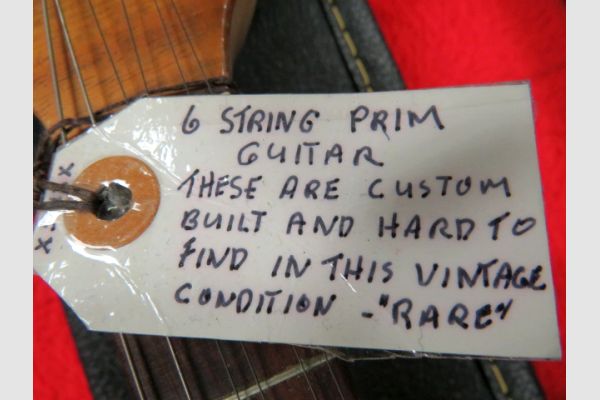 6 STRING PRIM
GUITAR
THESE ARE CUSTOM
BUILT AND HARD TO
FIND IN THIS VINTAGE
CONDITION - "RARE"
X X